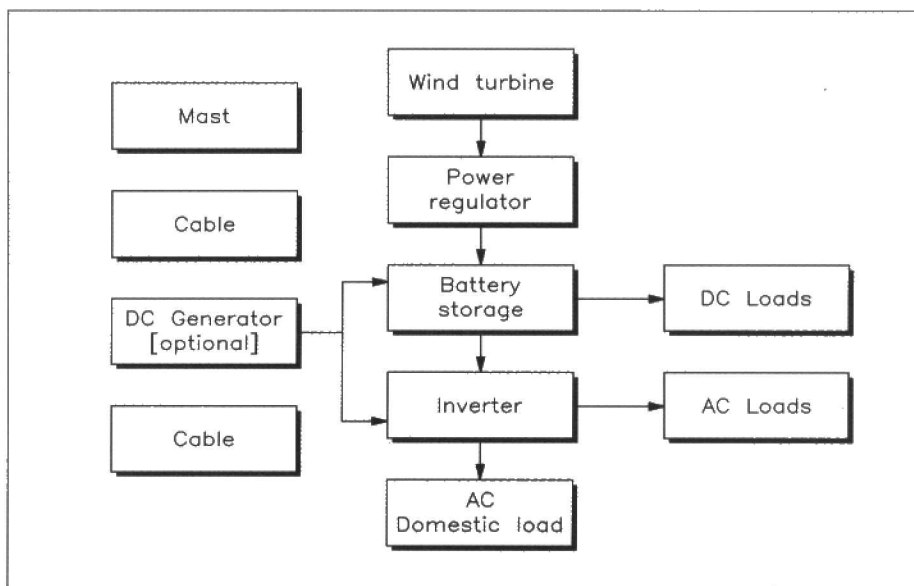 Wind turbine
Mast
Power
regulator
Cable
Battery
storage
DC Loads
DC Generator
[optional]
Inverter
AC Loads
Cable
AC
Domestic load